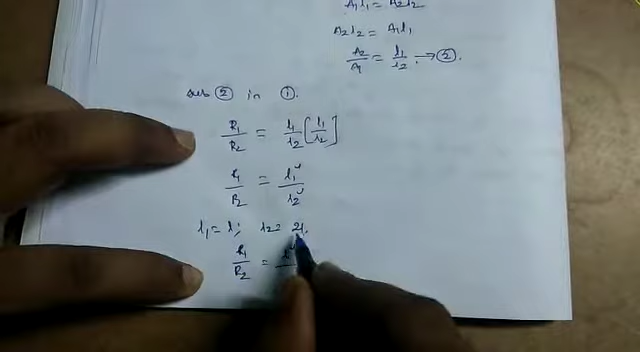 A₁l₁ = A₂l₂
A₂l₂ = A₁l₁
A₂/A₁ = l₁/l₂ → ②.
sub ② in ①.
R₁/R₂ = l₁/l₂ [l₁/l₂]
R₁/R₂ = l₁²/l₂²
l₁ = l; l₂ = 2l.
R₁/R₂ =